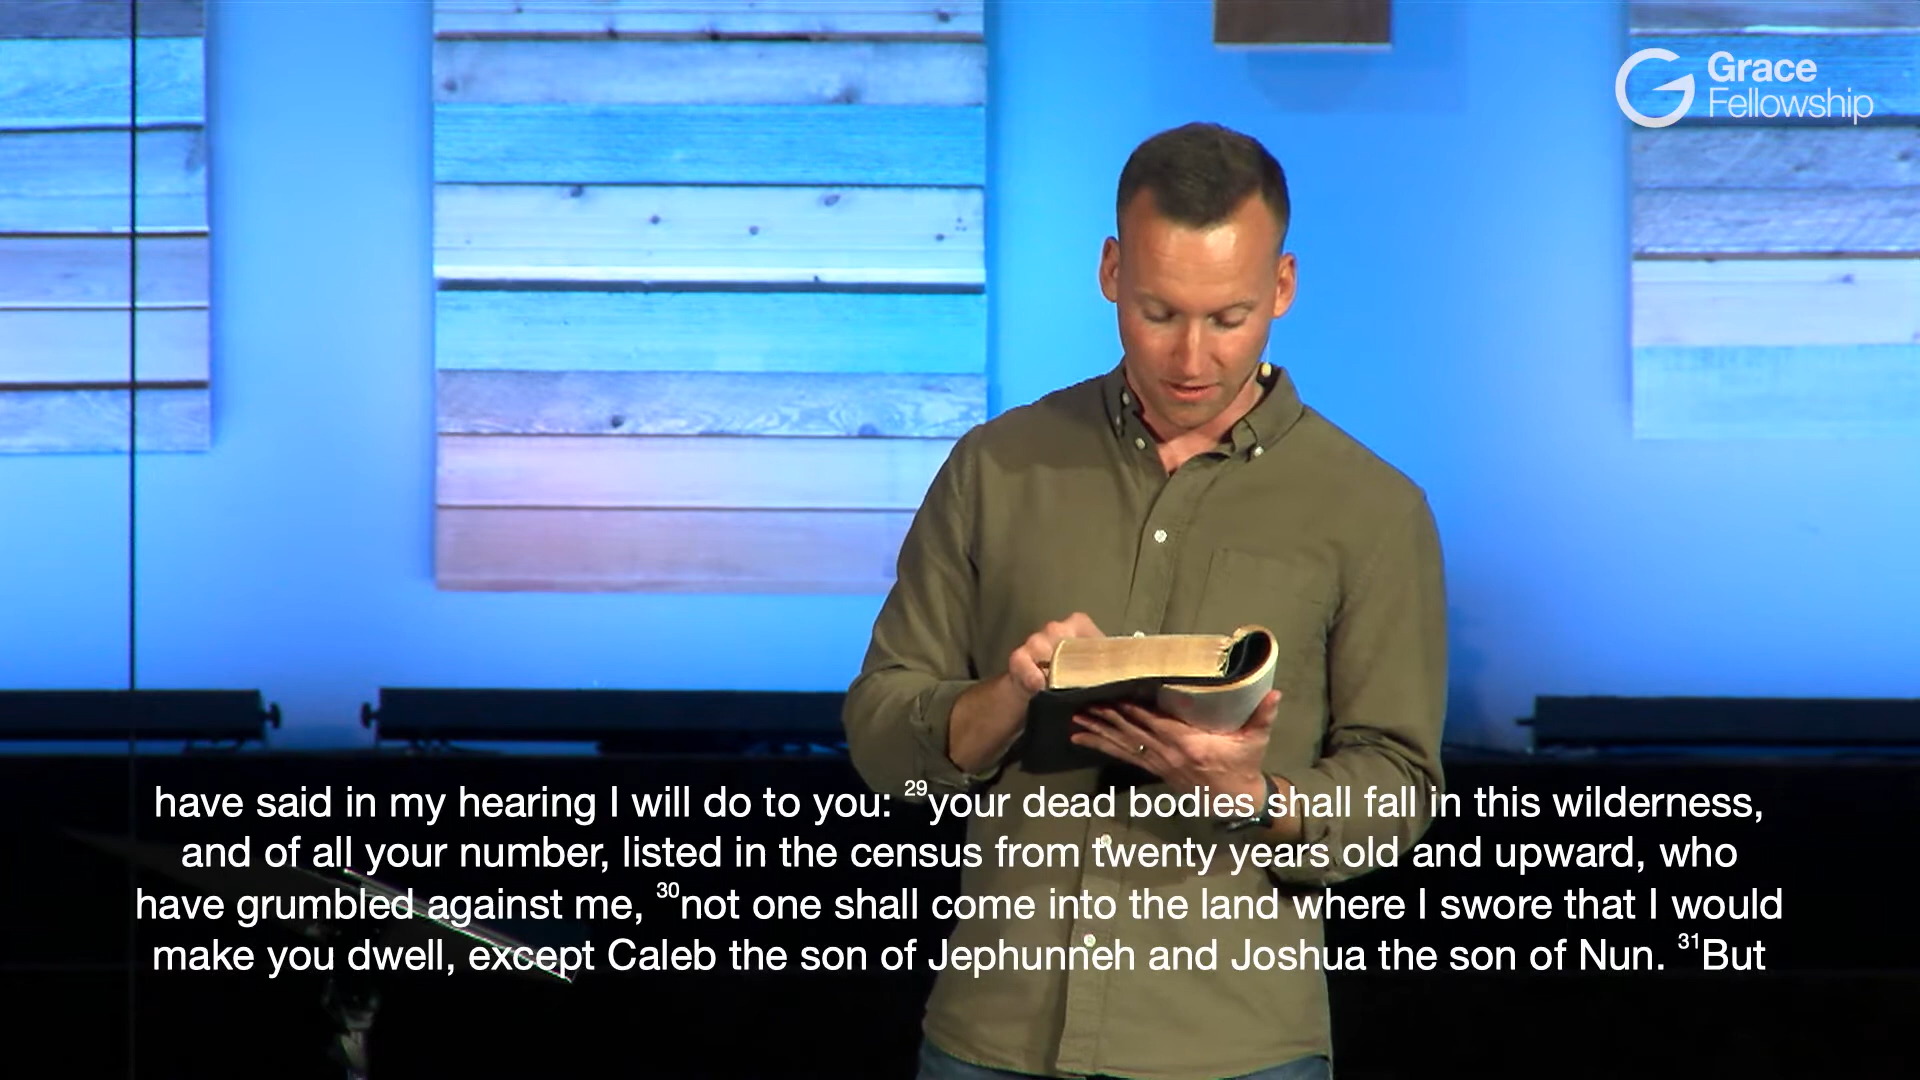 Grace
Fellowship
have said in my hearing I will do to you: 29your dead bodies shall fall in this wilderness,
and of all your number, listed in the census from twenty years old and upward, who
have grumbled against me, 30not one shall come into the land where I swore that I would
make you dwell, except Caleb the son of Jephunneh and Joshua the son of Nun. 31But